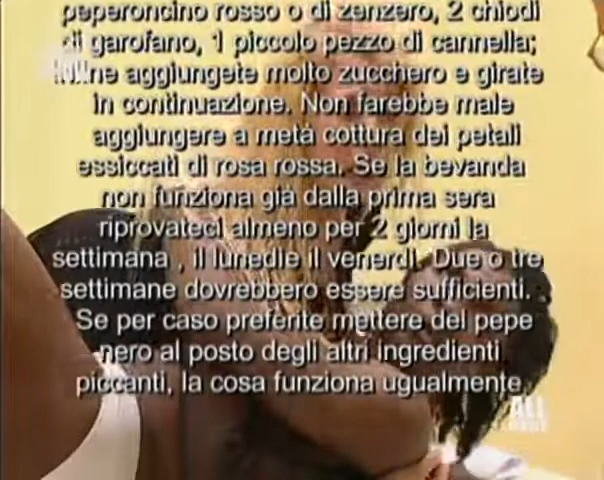 peperoncino rosso o di zenzero, 2 chiodi
di garofano, 1 piccolo pezzo di cannella;
infine aggiungete molto zucchero e girate
in continuazione. Non farebbe male
aggiungere a metà cottura dei petali
essiccati di rosa rossa. Se la bevanda
non funziona già dalla prima sera
riprovateci almeno per 2 giorni la
settimana , il lunedìe il venerdì. Due o tre
settimane dovrebbero essere sufficienti.
Se per caso preferite mettere del pepe
nero al posto degli altri ingredienti
piccanti, la cosa funziona ugualmente
ALL